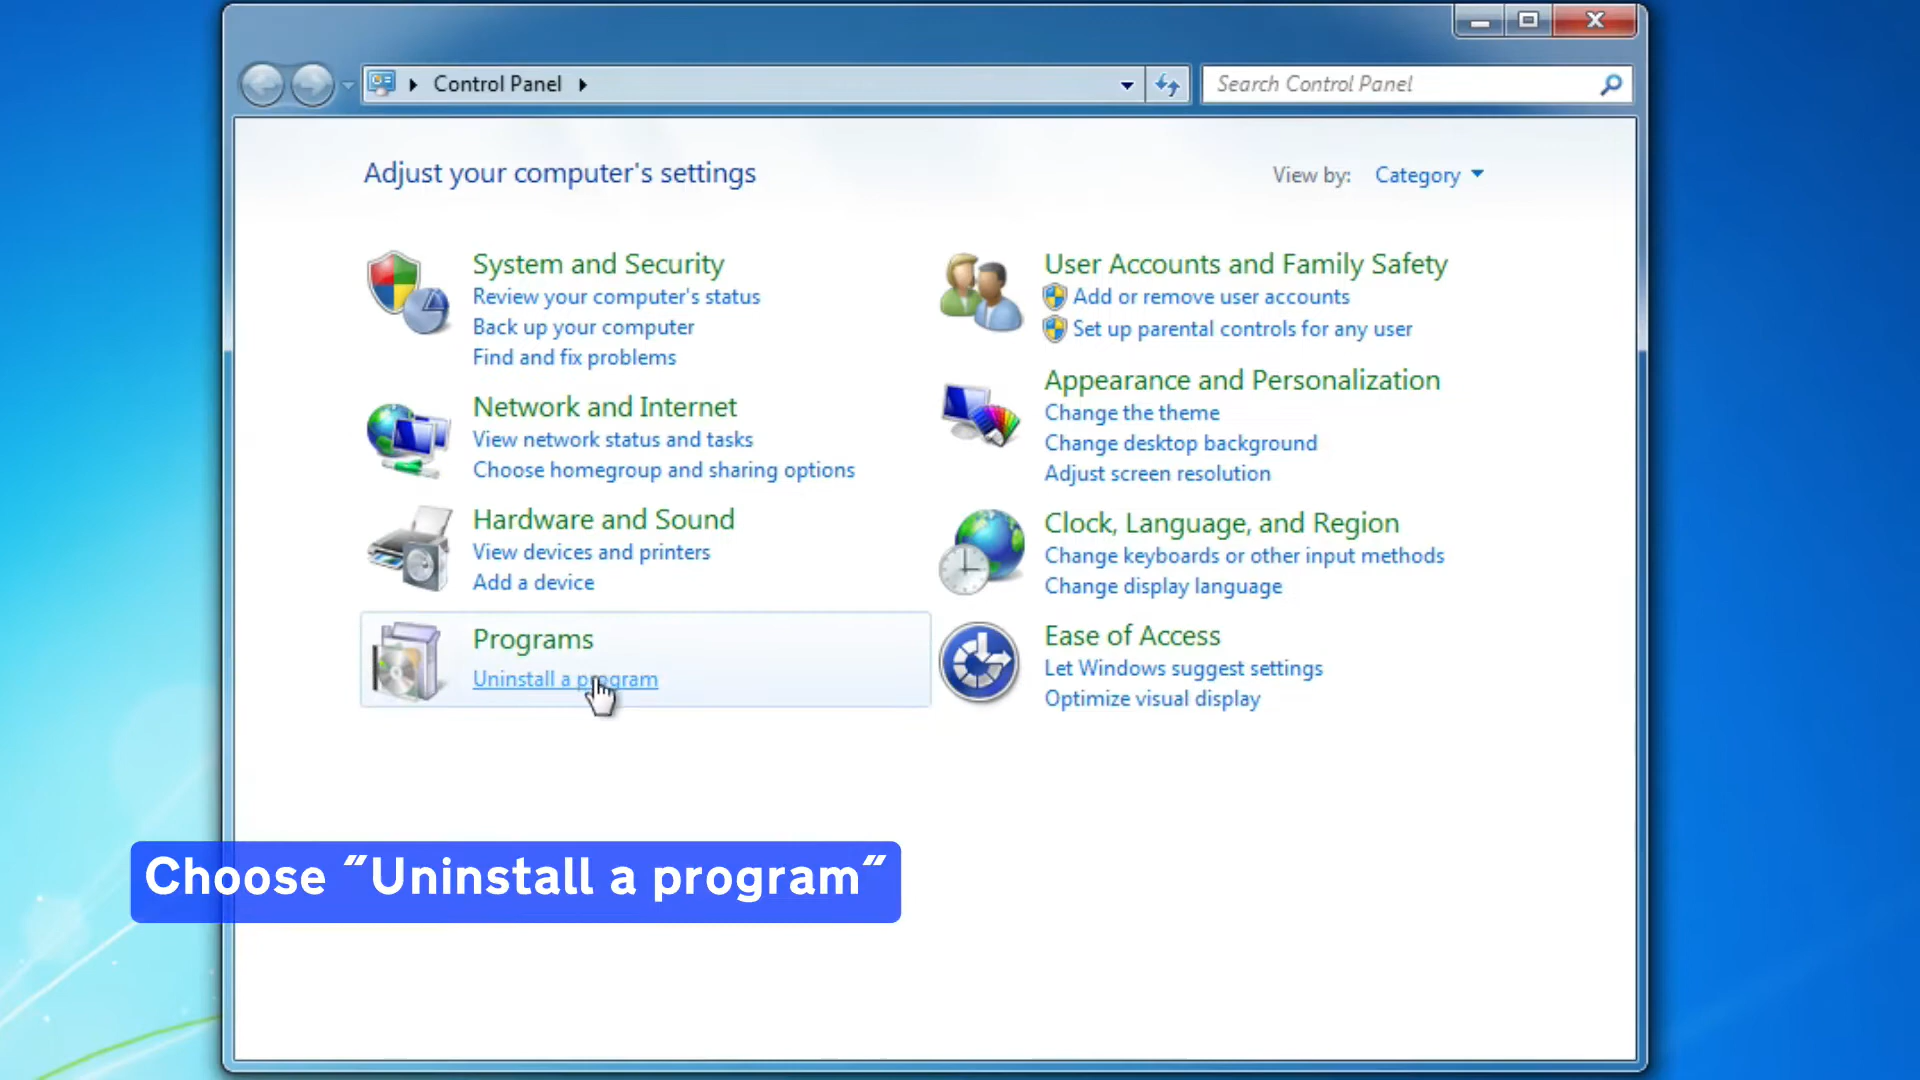 Control Panel
Search Control Panel
Adjust your computer's settings
View by: Category
System and Security
Review your computer's status
Back up your computer
Find and fix problems
Network and Internet
View network status and tasks
Choose homegroup and sharing options
Hardware and Sound
View devices and printers
Add a device
Programs
Uninstall a program
User Accounts and Family Safety
Add or remove user accounts
Set up parental controls for any user
Appearance and Personalization
Change the theme
Change desktop background
Adjust screen resolution
Clock, Language, and Region
Change keyboards or other input methods
Change display language
Ease of Access
Let Windows suggest settings
Optimize visual display
Choose "Uninstall a program"